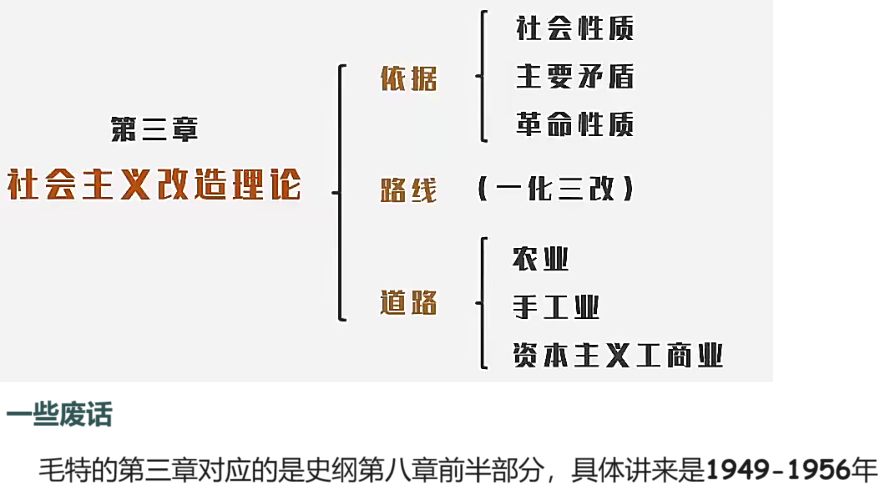 第三章
社会主义改造理论
依据
社会性质
主要矛盾
革命性质
路线
(一化三改)
道路
农业
手工业
资本主义工商业
一些废话
毛特的第三章对应的是史纲第八章前半部分，具体讲来是1949-1956年